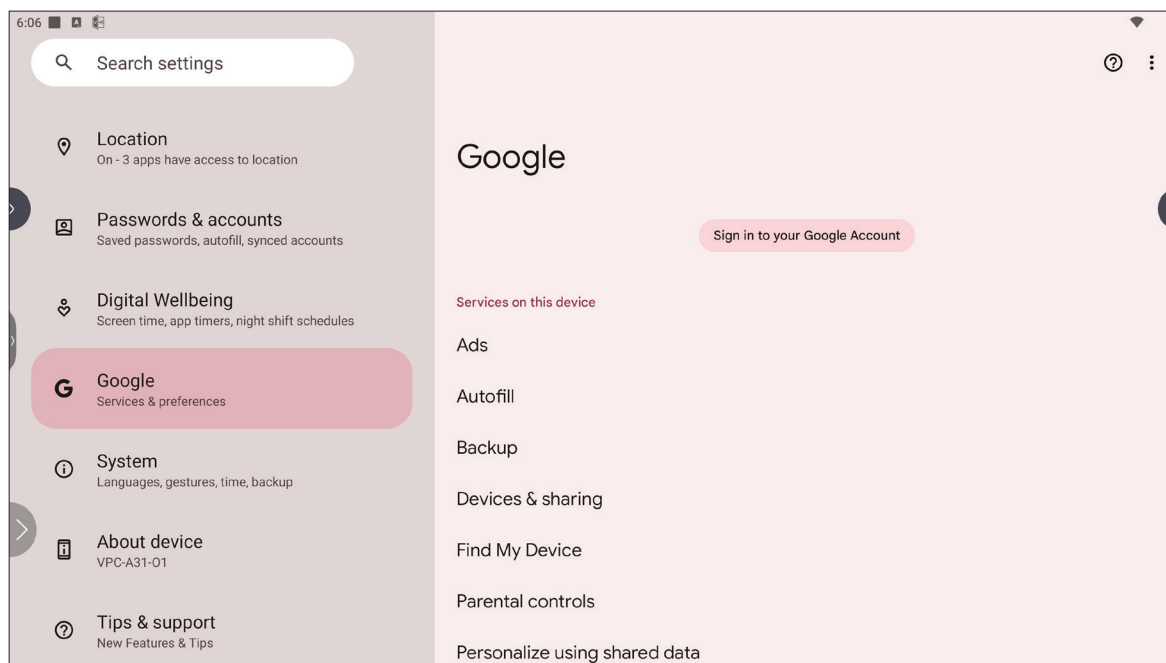 6:06
Search settings
Location
On - 3 apps have access to location
Passwords & accounts
Saved passwords, autofill, synced accounts
Digital Wellbeing
Screen time, app timers, night shift schedules
Google
Services & preferences
System
Languages, gestures, time, backup
About device
VPC-A31-O1
Tips & support
New Features & Tips
Google
Sign in to your Google Account
Services on this device
Ads
Autofill
Backup
Devices & sharing
Find My Device
Parental controls
Personalize using shared data